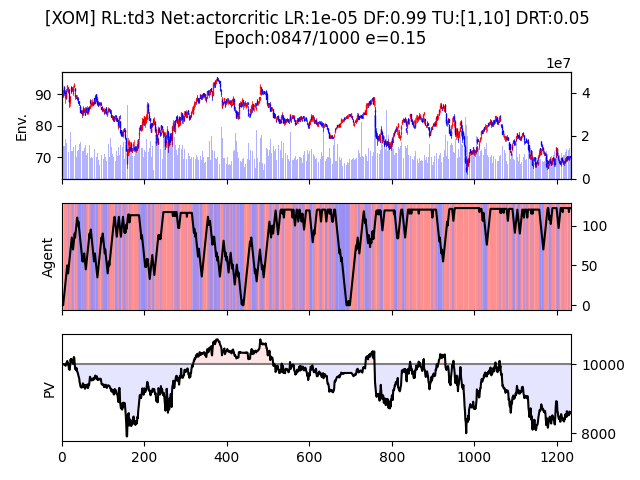 [XOM] RL:td3 Net:actorcritic LR:1e-05 DF:0.99 TU:[1,10] DRT:0.05
Epoch:0847/1000 e=0.15
1e7
Env.
90
80
70
4
2
0
Agent
100
50
0
PV
10000
8000
0 200 400 600 800 1000 1200